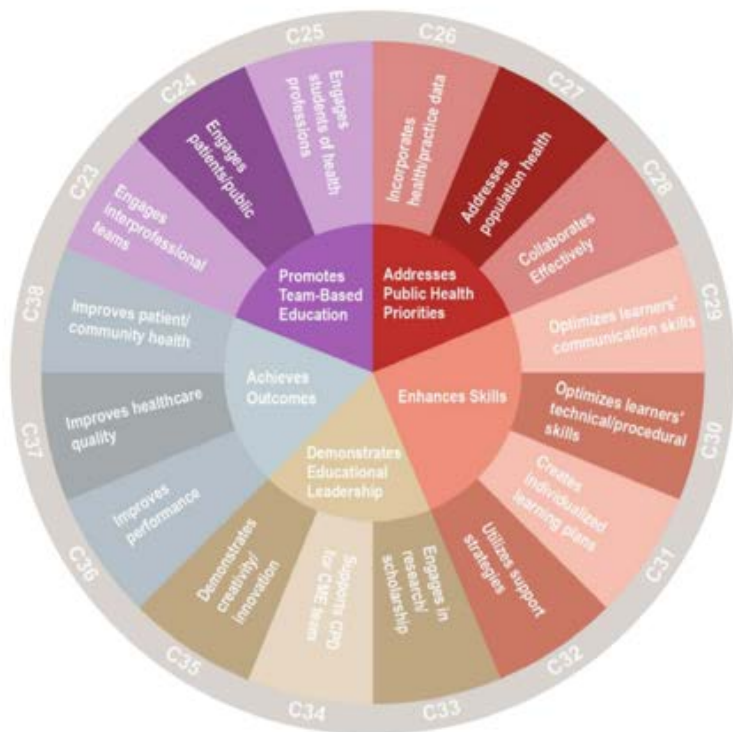 C23
Engages
interprofessional
teams
C24
Engages
patients/public
C25
Engages
students of health
professions
Promotes
Team-Based
Education
C26
Incorporates
health/practice data
C27
Addresses
population health
C28
Collaborates
Effectively
Addresses
Public Health
Priorities
C29
Optimizes learners'
communication skills
C30
Optimizes learners'
technical/procedural
skills
C31
Creates
individualized
learning plans
C32
Utilizes support
strategies
Enhances Skills
C33
Engages in
research/
scholarship
C34
Supports CPD
for CME team
C35
Demonstrates
creativity/
innovation
Demonstrates
Educational
Leadership
C36
Improves
performance
C37
Improves healthcare
quality
C38
Improves patient/
community health
Achieves
Outcomes